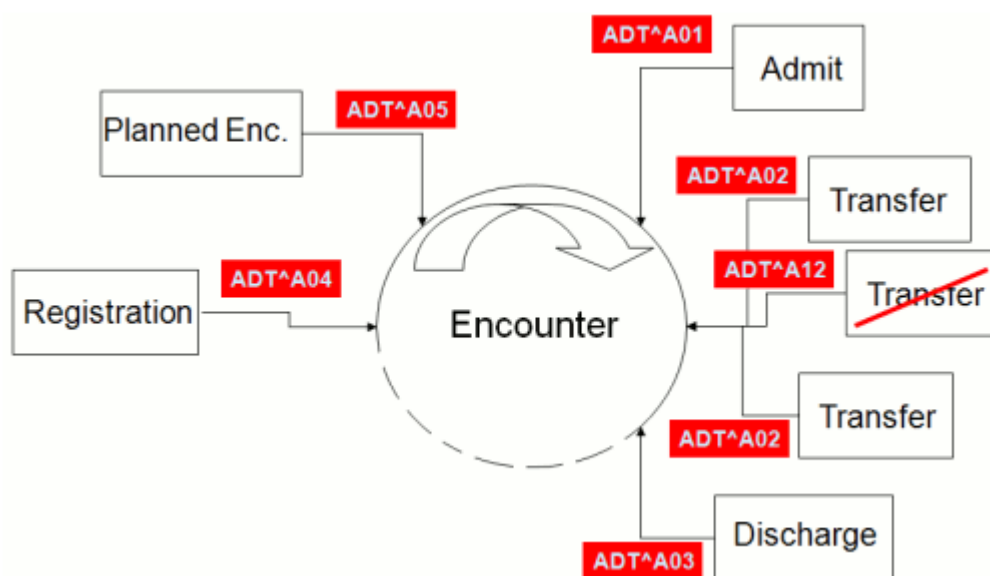 ADT^A01
Admit
ADT^A05
Planned Enc.
ADT^A02
Transfer
ADT^A12
Transfer
ADT^A04
Registration
Encounter
Transfer
ADT^A02
Discharge
ADT^A03